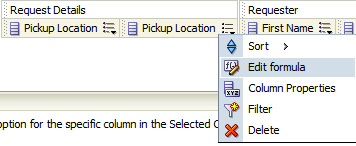 Request Details
Requester
Pickup Location
Pickup Location
First Name
Sort
Edit formula
Column Properties
Filter
Delete
option for the specific column in the Selected